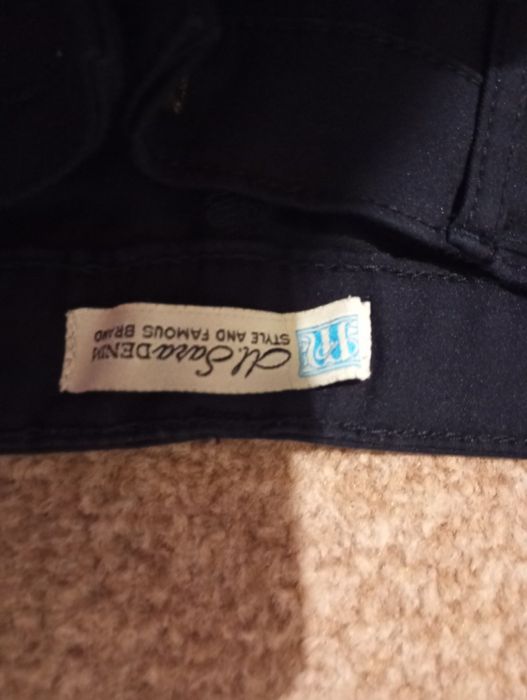 M.Sara DENIM
STYLE AND FAMOUS BRAND